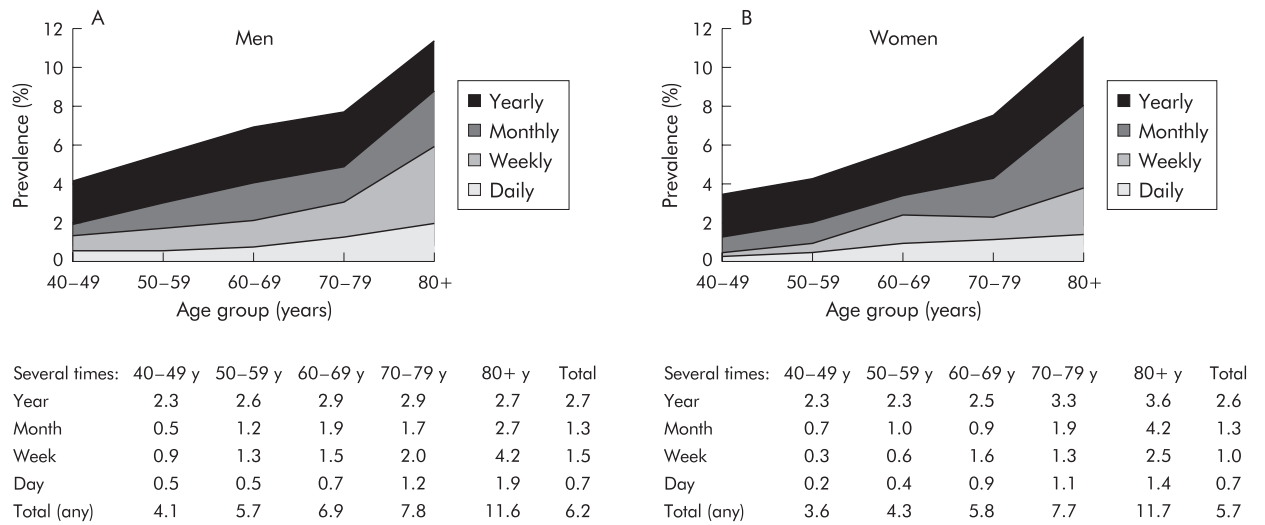 A
Men
Prevalence (%)
12
10
8
6
4
2
0
40–49 50–59 60–69 70–79 80+
Age group (years)
Yearly
Monthly
Weekly
Daily
B
Women
Prevalence (%)
12
10
8
6
4
2
0
40–49 50–59 60–69 70–79 80+
Age group (years)
Yearly
Monthly
Weekly
Daily
Several times: 40–49 y 50–59 y 60–69 y 70–79 y 80+ y Total
Year 2.3 2.6 2.9 2.9 2.7 2.7
Month 0.5 1.2 1.9 1.7 2.7 1.3
Week 0.9 1.3 1.5 2.0 4.2 1.5
Day 0.5 0.5 0.7 1.2 1.9 0.7
Total (any) 4.1 5.7 6.9 7.8 11.6 6.2
Several times: 40–49 y 50–59 y 60–69 y 70–79 y 80+ y Total
Year 2.3 2.3 2.5 3.3 3.6 2.6
Month 0.7 1.0 0.9 1.9 4.2 1.3
Week 0.3 0.6 1.6 1.3 2.5 1.0
Day 0.2 0.4 0.9 1.1 1.4 0.7
Total (any) 3.6 4.3 5.8 7.7 11.7 5.7